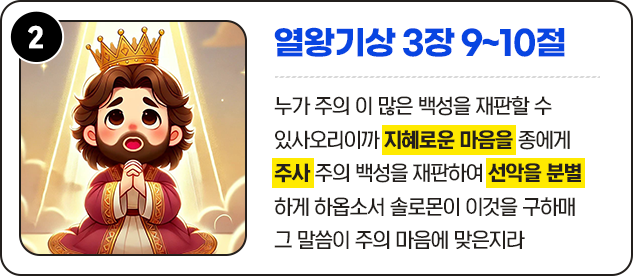 2
열왕기상 3장 9~10절
누가 주의 이 많은 백성을 재판할 수
있사오리이까 지혜로운 마음을 종에게
주사 주의 백성을 재판하여 선악을 분별
하게 하옵소서 솔로몬이 이것을 구하매
그 말씀이 주의 마음에 맞은지라